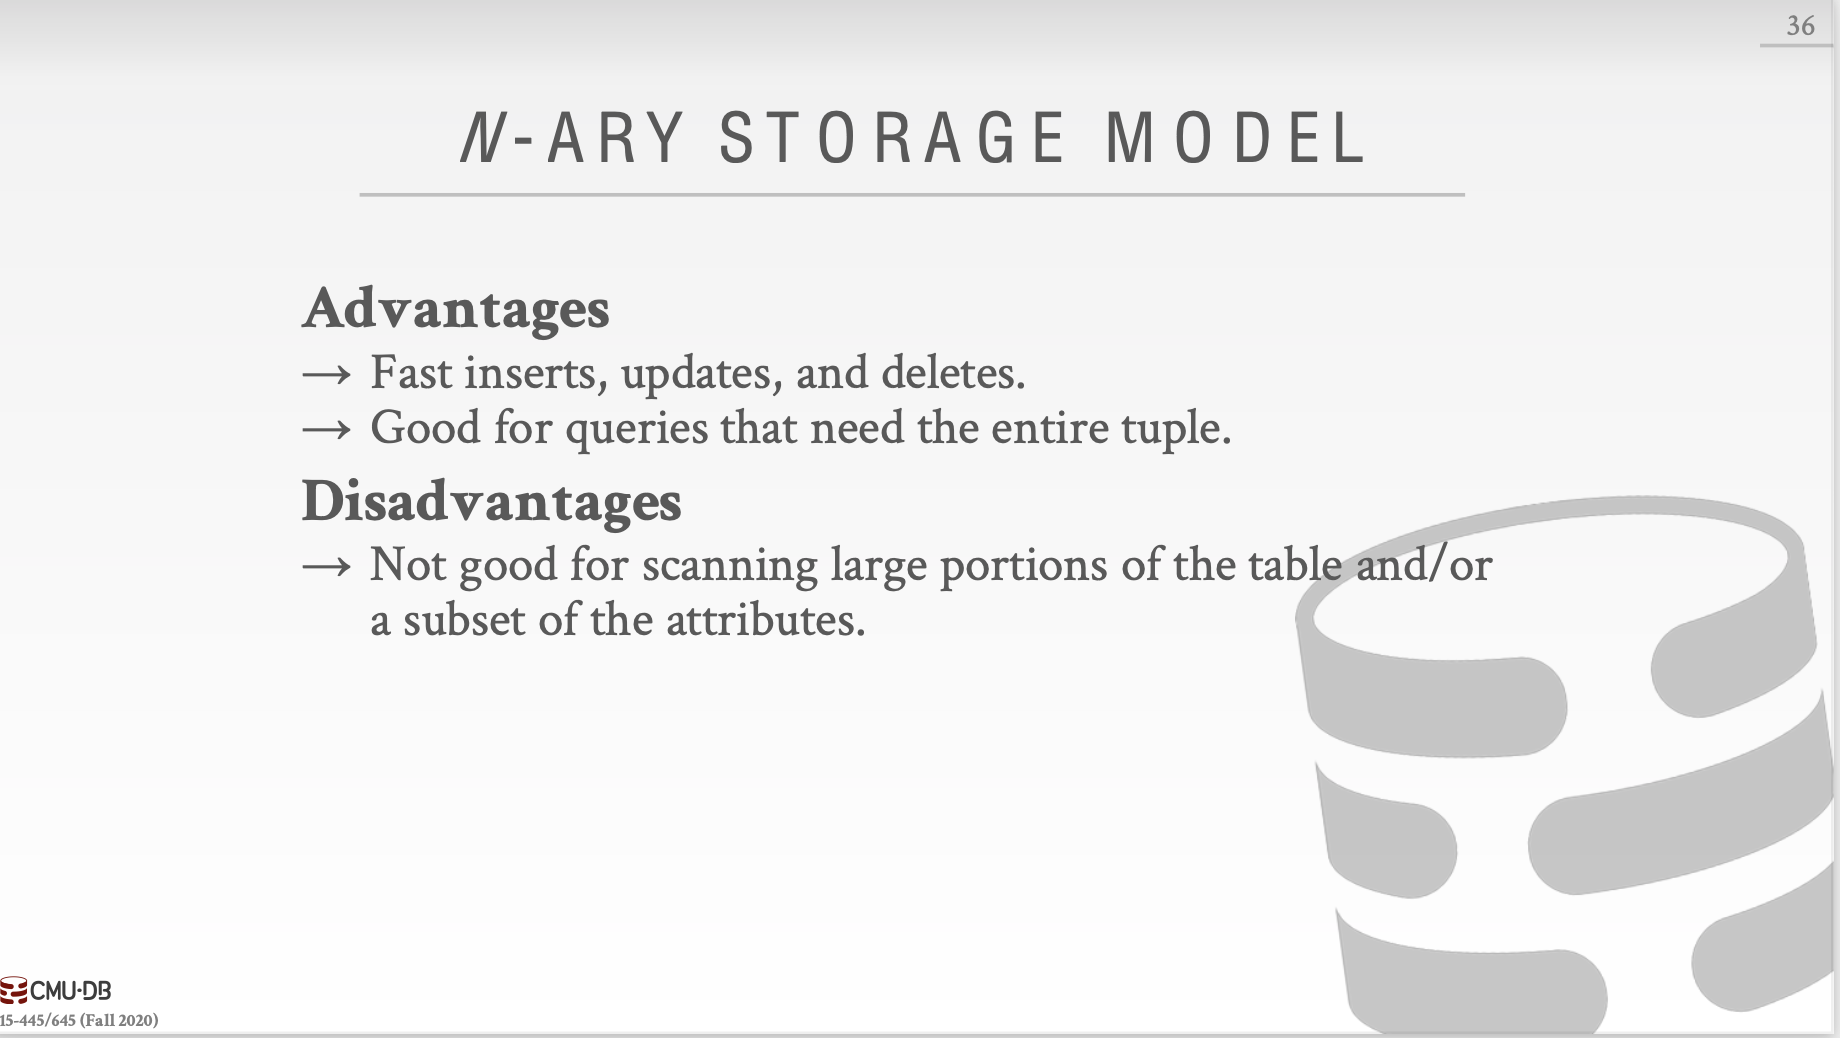 36
N-ARY STORAGE MODEL
Advantages
→ Fast inserts, updates, and deletes.
→ Good for queries that need the entire tuple.
Disadvantages
→ Not good for scanning large portions of the table and/or
a subset of the attributes.
CMU·DB
15-445/645 (Fall 2020)